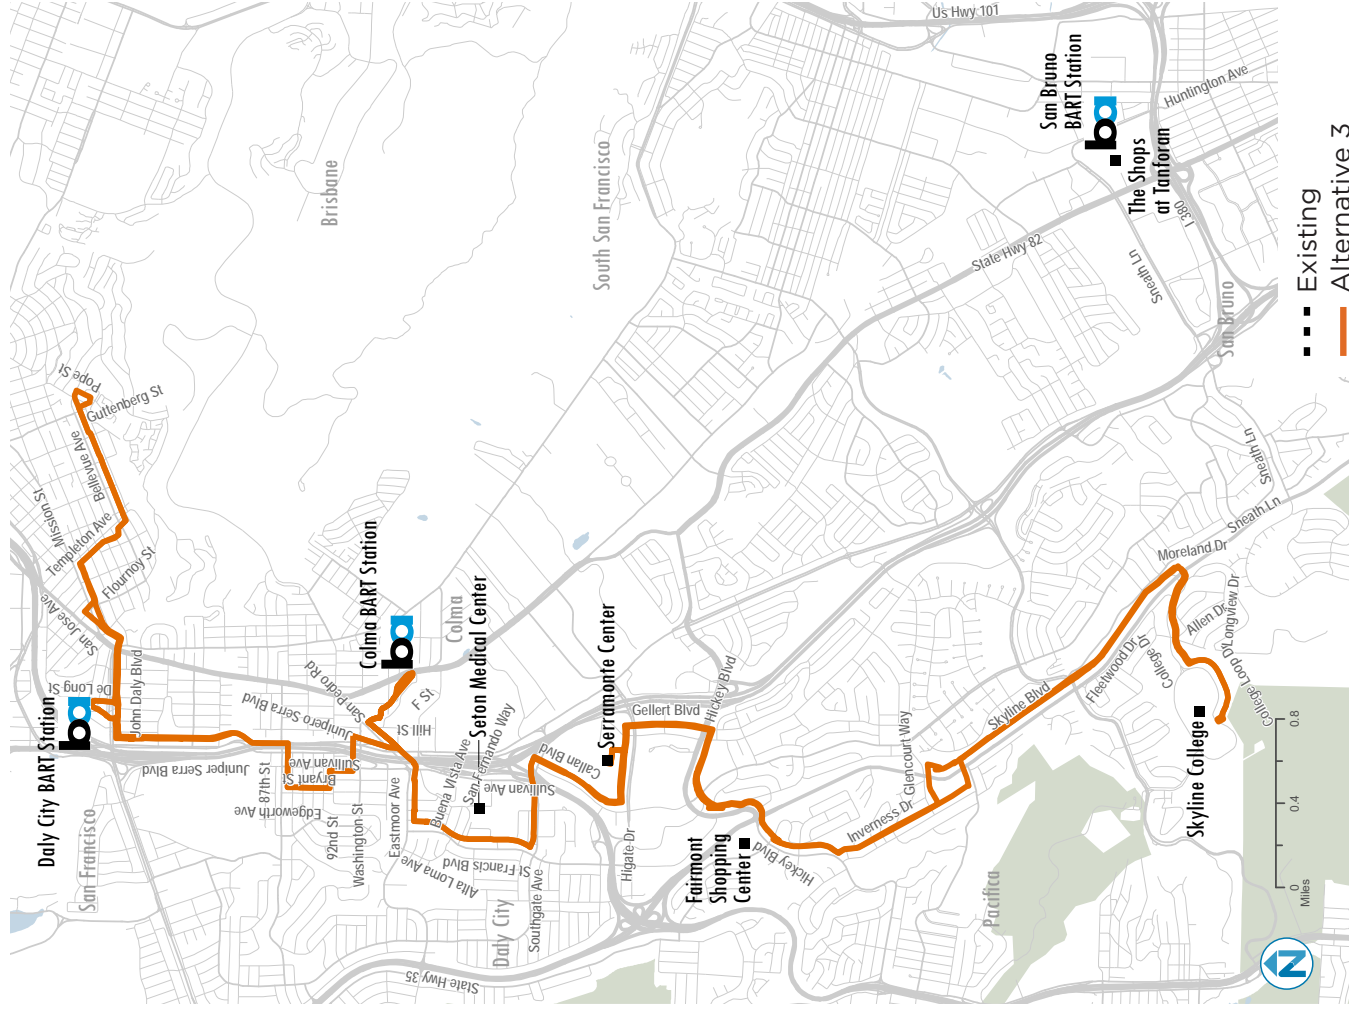 Us Hwy 101
San Bruno
BART Station
Huntington Ave
The Shops
at Tanforan
I 380
State Hwy 82
Sneath Ln
San Bruno
Existing
Alternative 3
Brisbane
South San Francisco
Pope St
Guttenberg St
Bellevue Ave
Mission St
Templeton Ave
Flournoy St
San Jose Ave
De Long St
John Daly Blvd
Daly City BART Station
ba
San Francisco
Junipero Serra Blvd
Juniper Serra Blvd
San Pedro Rd
Colma BART Station
ba
Colma
F St
Hill St
87th St
Bryant St
Sullivan Ave
Edgeworth Ave
92nd St
Washington St
Eastmoor Ave
Buena Vista Ave
San Fernando Way
Seton Medical Center
Alta Loma Ave
St Francis Blvd
Southgate Ave
Sullivan Ave
Callan Blvd
Serramonte Center
Gellert Blvd
Hickey Blvd
Higate Dr
Daly City
State Hwy 35
Fairmont
Shopping
Center
Hickey Blvd
Inverness Dr
Glencourt Way
Skyline Blvd
Pacifica
Fleetwood Dr
College Dr
Moreland Dr
Sneath Ln
Sneath Ln
Allen Dr
Longview Dr
College Loop D
Skyline College
ba
0
0.4
0.8
Miles
N